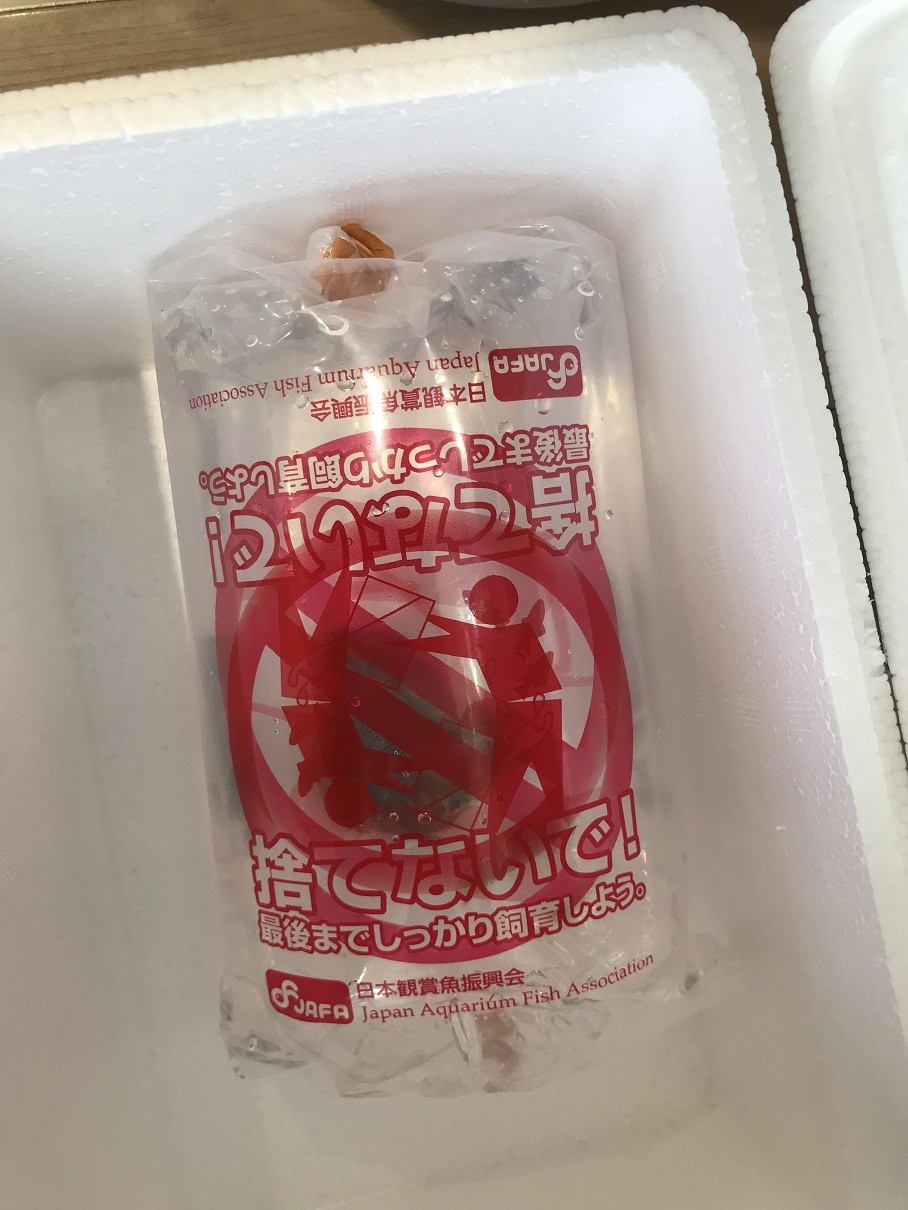 JAFA
日本観賞魚振興会
Japan Aquarium Fish Association
最後までしっかり飼育しよう。
捨てないで!
捨てないで!
最後までしっかり飼育しよう。
JAFA
日本観賞魚振興会
Japan Aquarium Fish Association